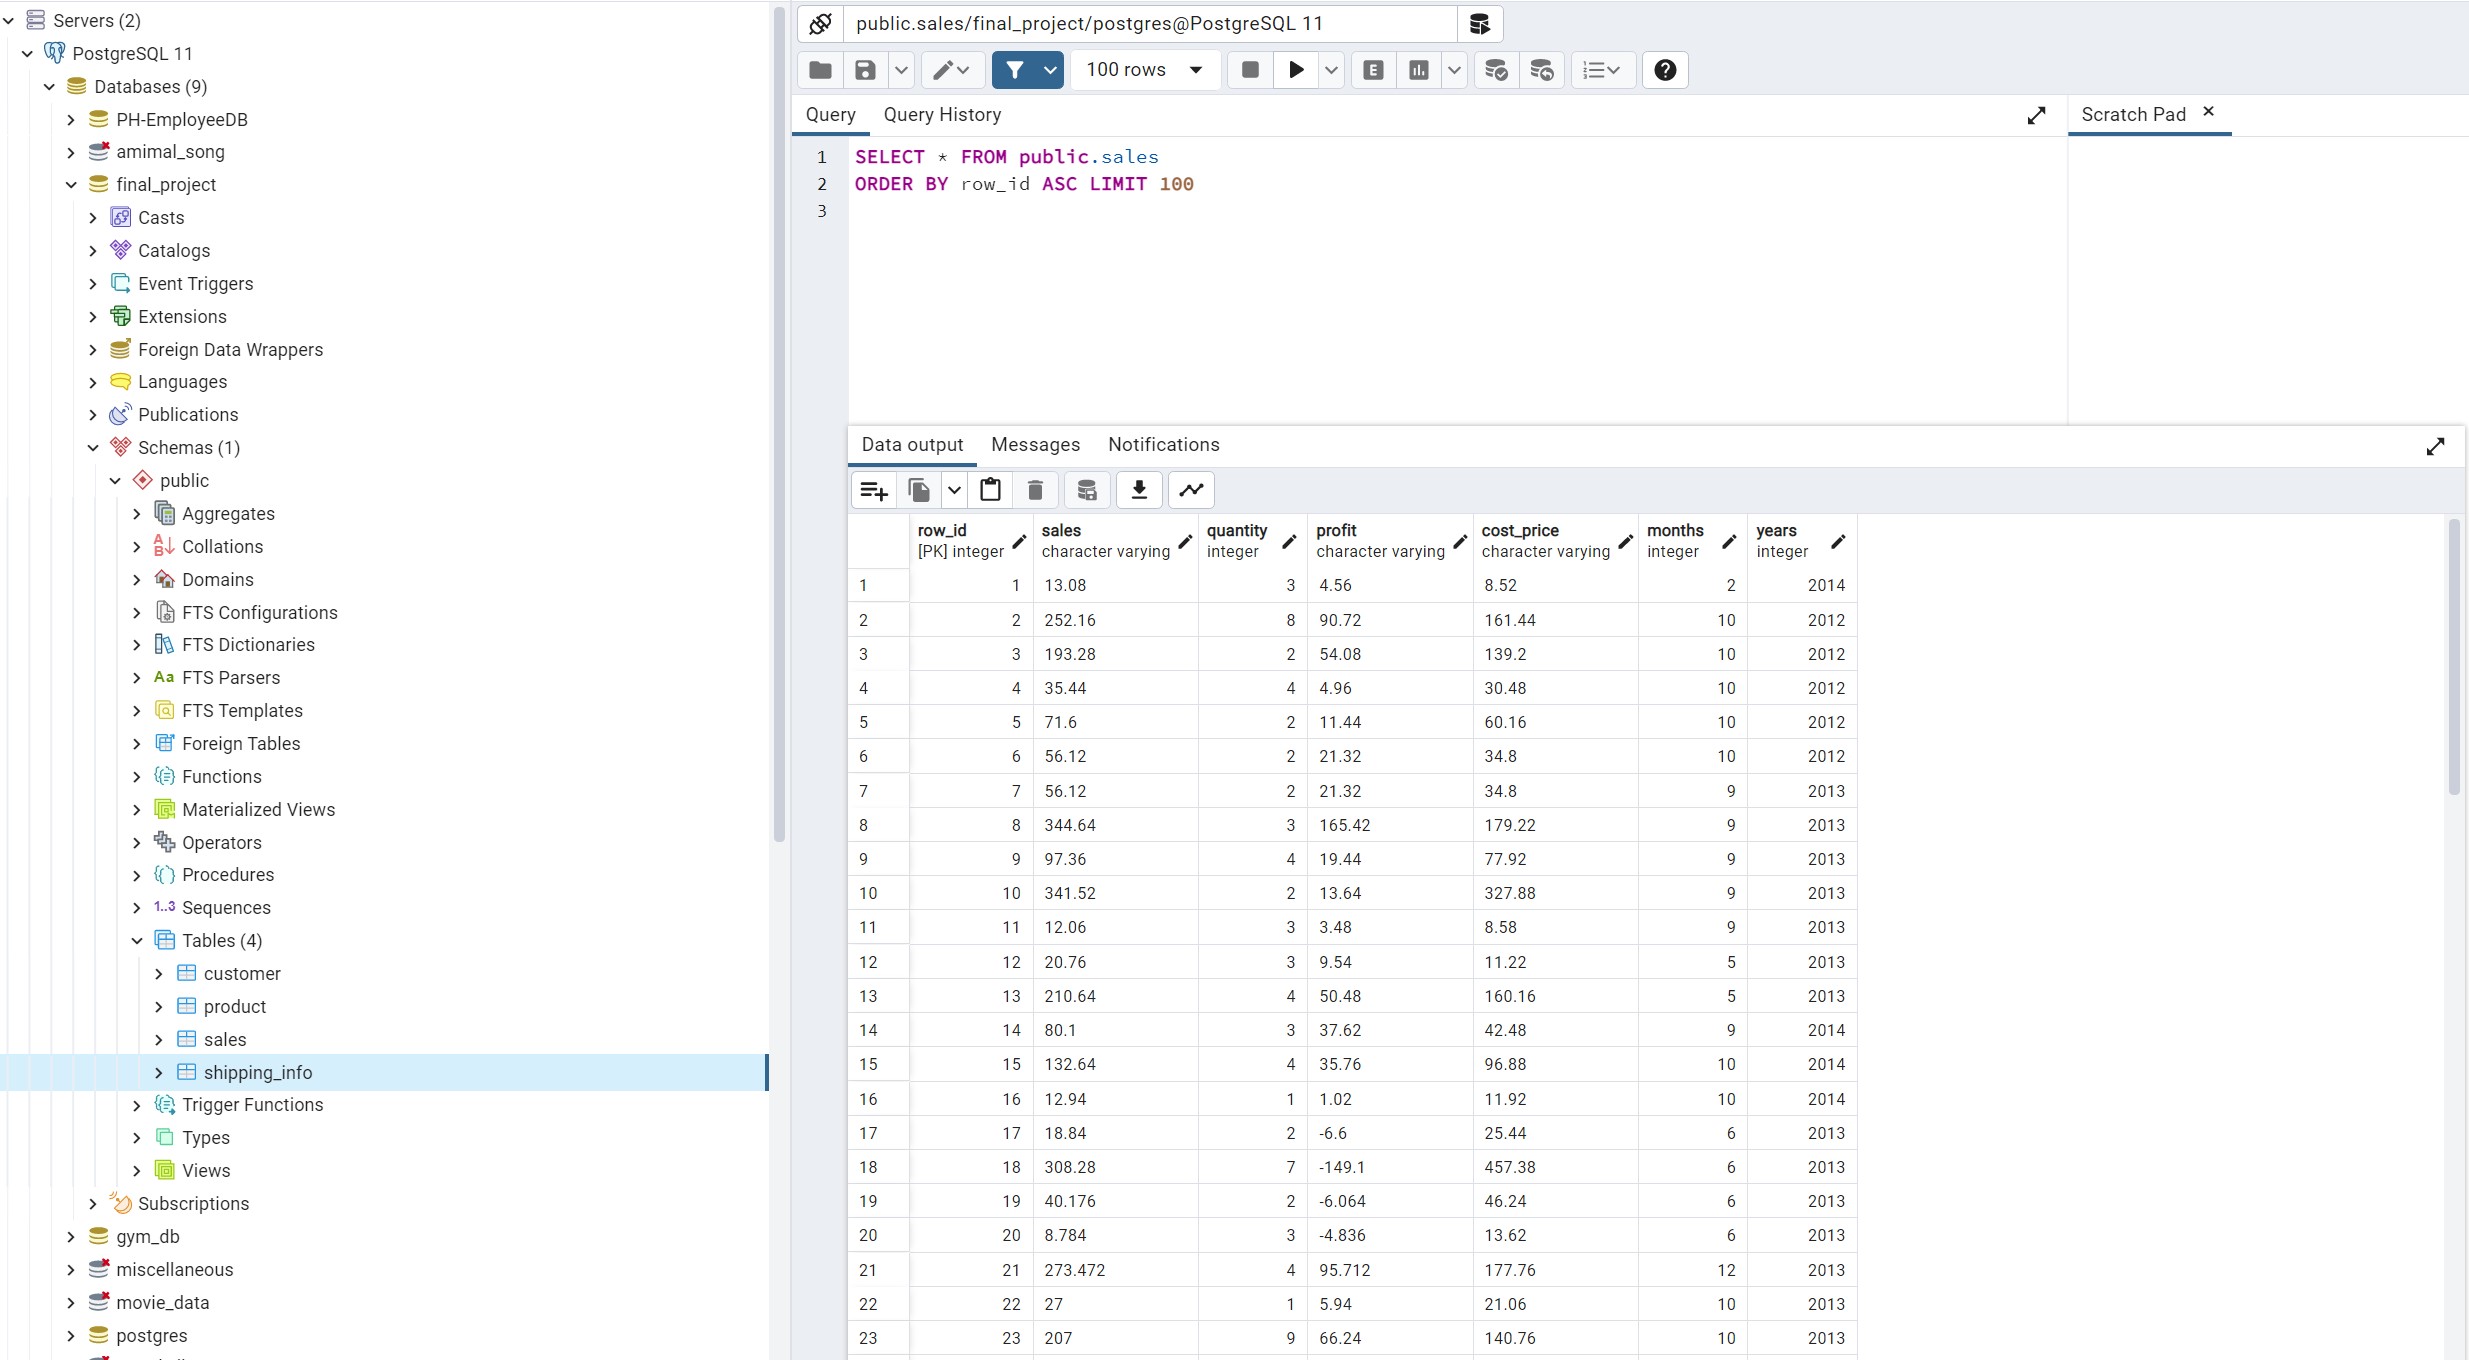 Servers (2)
PostgreSQL 11
Databases (9)
PH-EmployeeDB
amimal_song
final_project
Casts
Catalogs
Event Triggers
Extensions
Foreign Data Wrappers
Languages
Publications
Schemas (1)
public
Aggregates
Collations
Domains
FTS Configurations
FTS Dictionaries
Aa FTS Parsers
FTS Templates
Foreign Tables
Functions
Materialized Views
Operators
Procedures
1..3 Sequences
Tables (4)
customer
product
sales
shipping_info
Trigger Functions
Types
Views
Subscriptions
gym_db
miscellaneous
movie_data
postgres
public.sales/final_project/postgres@PostgreSQL 11
100 rows
E
Query Query History
Scratch Pad
1 SELECT * FROM public.sales
2 ORDER BY row_id ASC LIMIT 100
3
Data output Messages Notifications
row_id sales quantity profit cost_price months years
[PK] integer character varying integer character varying character varying integer integer
1 1 13.08 3 4.56 8.52 2 2014
2 2 252.16 8 90.72 161.44 10 2012
3 3 193.28 2 54.08 139.2 10 2012
4 4 35.44 4 4.96 30.48 10 2012
5 5 71.6 2 11.44 60.16 10 2012
6 6 56.12 2 21.32 34.8 10 2012
7 7 56.12 2 21.32 34.8 9 2013
8 8 344.64 3 165.42 179.22 9 2013
9 9 97.36 4 19.44 77.92 9 2013
10 10 341.52 2 13.64 327.88 9 2013
11 11 12.06 3 3.48 8.58 9 2013
12 12 20.76 3 9.54 11.22 5 2013
13 13 210.64 4 50.48 160.16 5 2013
14 14 80.1 3 37.62 42.48 9 2014
15 15 132.64 4 35.76 96.88 10 2014
16 16 12.94 1 1.02 11.92 10 2014
17 17 18.84 2 -6.6 25.44 6 2013
18 18 308.28 7 -149.1 457.38 6 2013
19 19 40.176 2 -6.064 46.24 6 2013
20 20 8.784 3 -4.836 13.62 6 2013
21 21 273.472 4 95.712 177.76 12 2013
22 22 27 1 5.94 21.06 10 2013
23 23 207 9 66.24 140.76 10 2013